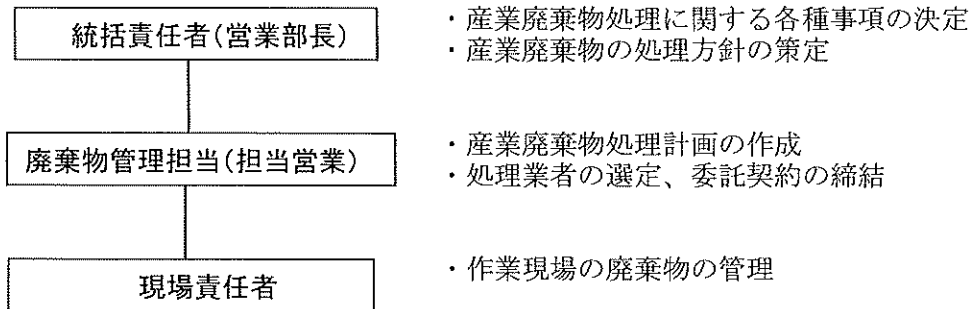 統括責任者(営業部長)
・産業廃棄物処理に関する各種事項の決定
・産業廃棄物の処理方針の策定
廃棄物管理担当(担当営業)
・産業廃棄物処理計画の作成
・処理業者の選定、委託契約の締結
現場責任者
・作業現場の廃棄物の管理